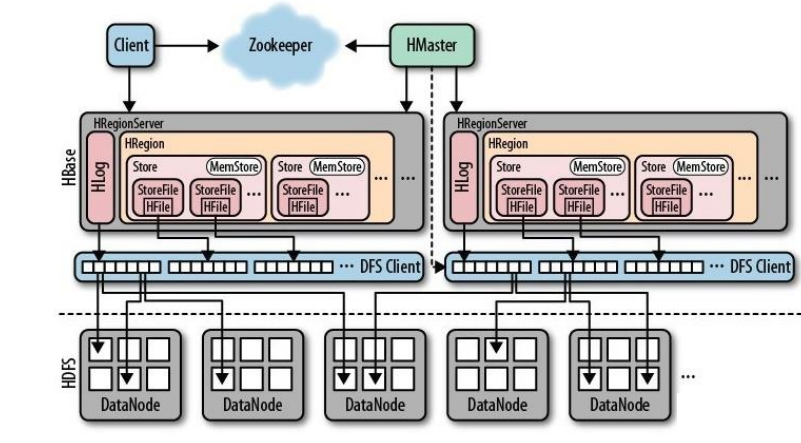 Client
Zookeeper
HMaster
HBase
HRegionServer
HLog
HRegion
Store
MemStore
StoreFile
HFile
StoreFile
HFile
...
Store
MemStore
StoreFile
HFile
...
...
...
HRegionServer
HLog
HRegion
Store
MemStore
StoreFile
HFile
StoreFile
HFile
...
Store
MemStore
StoreFile
HFile
...
...
...
... DFS Client
... DFS Client
HDFS
DataNode
DataNode
DataNode
DataNode
DataNode
...